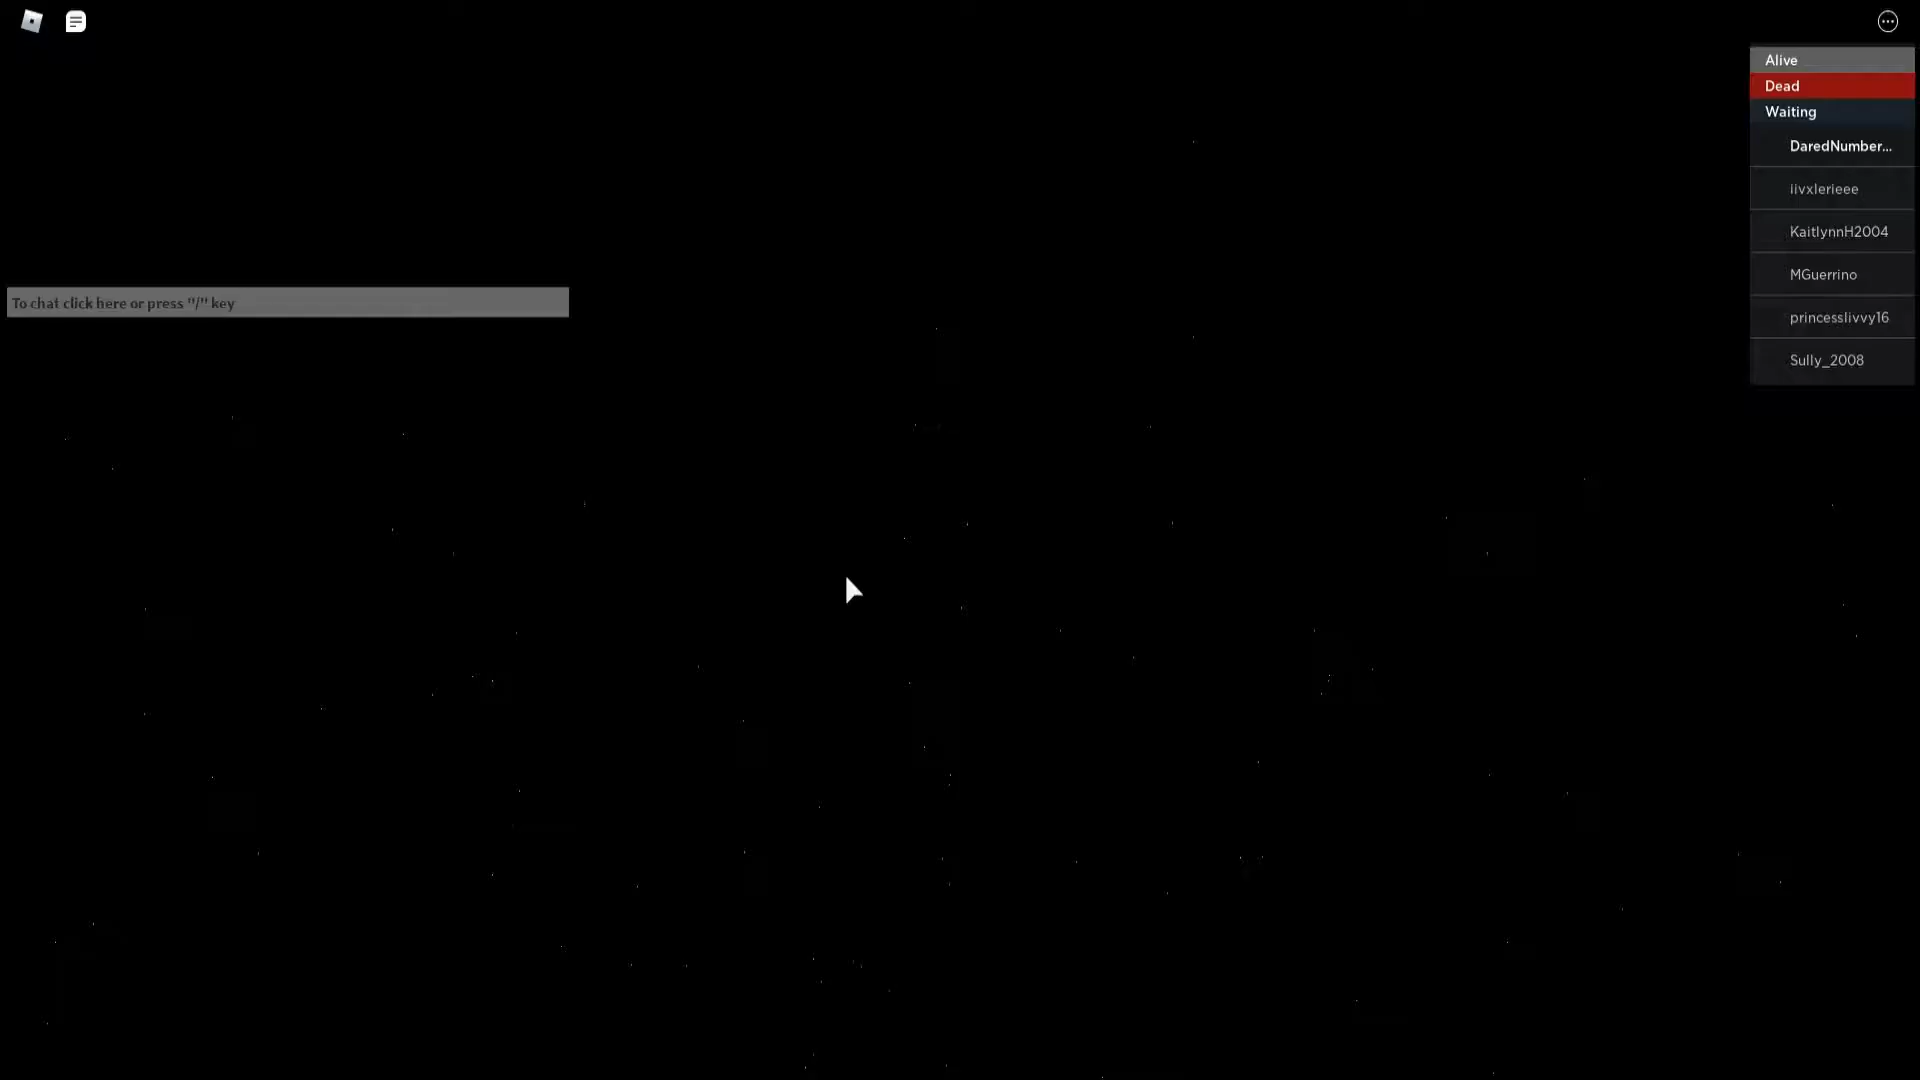 Alive
Dead
Waiting
DaredNumber...
iivxlerieee
KaitlynnH2004
MGuerrino
princesslivvy16
Sully_2008
To chat click here or press "/" key